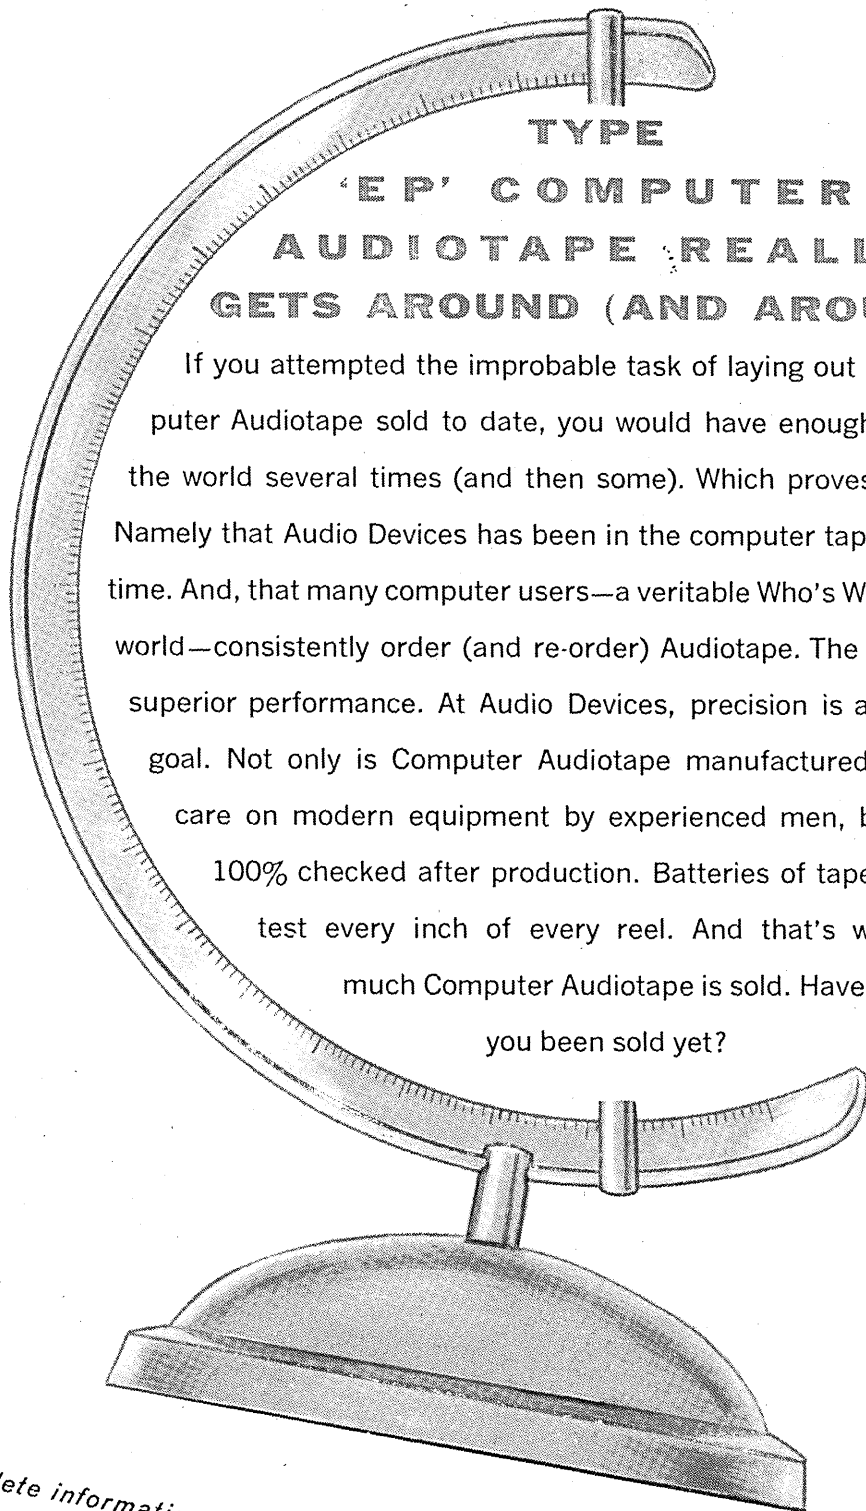 TYPE
‘EP’ COMPUTER
AUDIOTAPE REALL
GETS AROUND (AND AROU
If you attempted the improbable task of laying out
puter Audiotape sold to date, you would have enough
the world several times (and then some). Which proves
Namely that Audio Devices has been in the computer tap
time. And, that many computer users—a veritable Who's W
world—consistently order (and re-order) Audiotape. The
superior performance. At Audio Devices, precision is a
goal. Not only is Computer Audiotape manufactured
care on modern equipment by experienced men, b
100% checked after production. Batteries of tape
test every inch of every reel. And that's w
much Computer Audiotape is sold. Have
you been sold yet?
lete informati